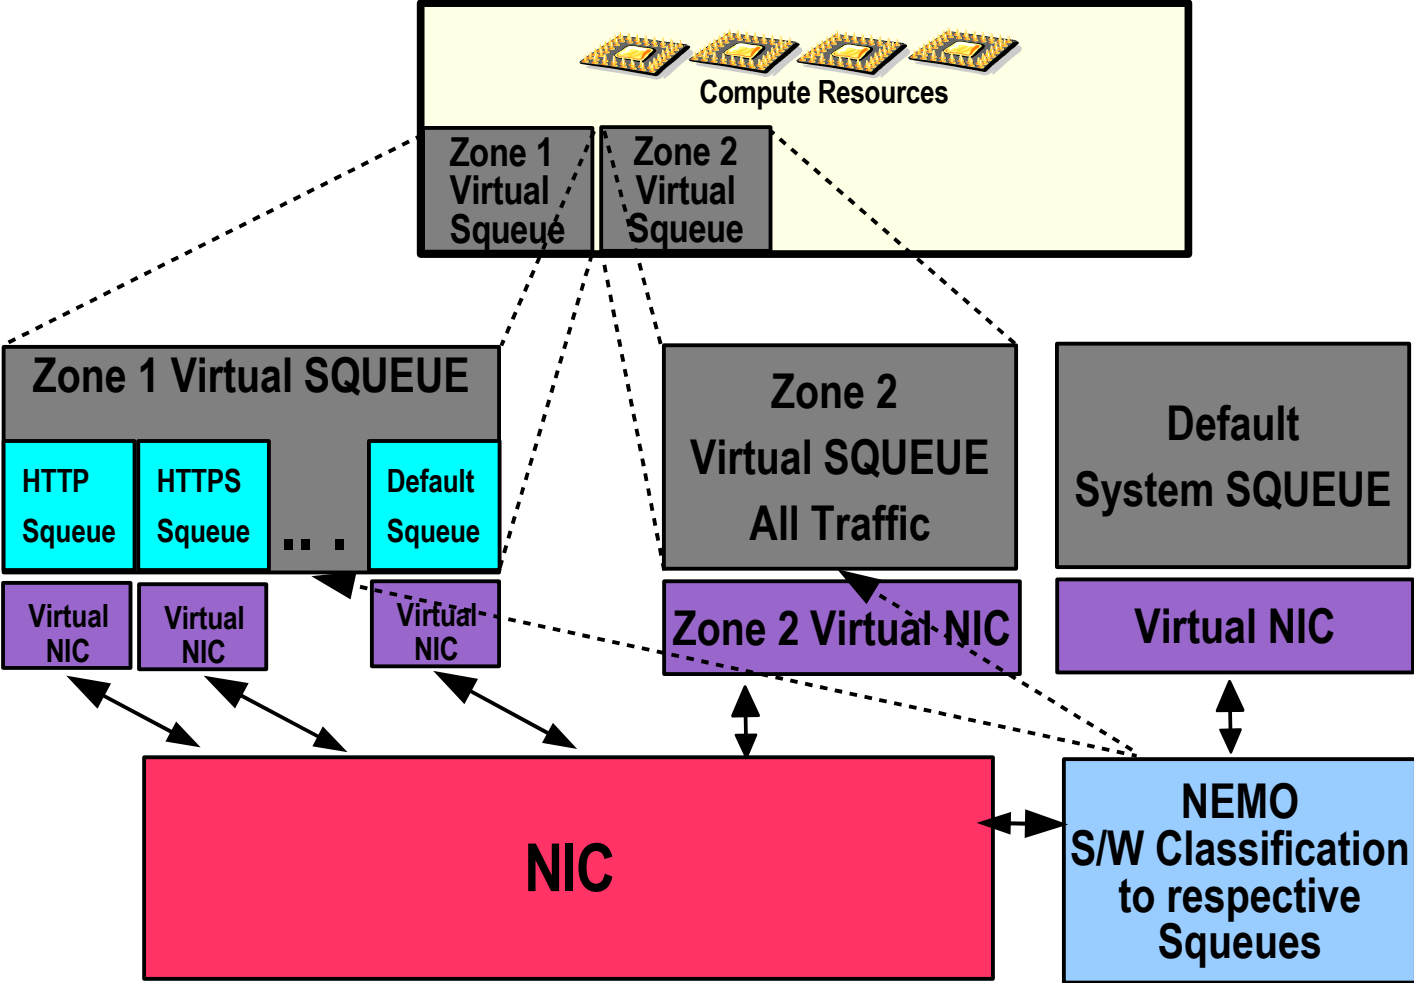 Compute Resources
Zone 1
Virtual
Squeue
Zone 2
Virtual
Squeue
Zone 1 Virtual SQUEUE
HTTP
Squeue
HTTPS
Squeue
.. .
Default
Squeue
Zone 2
Virtual SQUEUE
All Traffic
Default
System SQUEUE
Virtual
NIC
Virtual
NIC
Virtual
NIC
Zone 2 Virtual NIC
Virtual NIC
NIC
NEMO
S/W Classification
to respective
Squeues